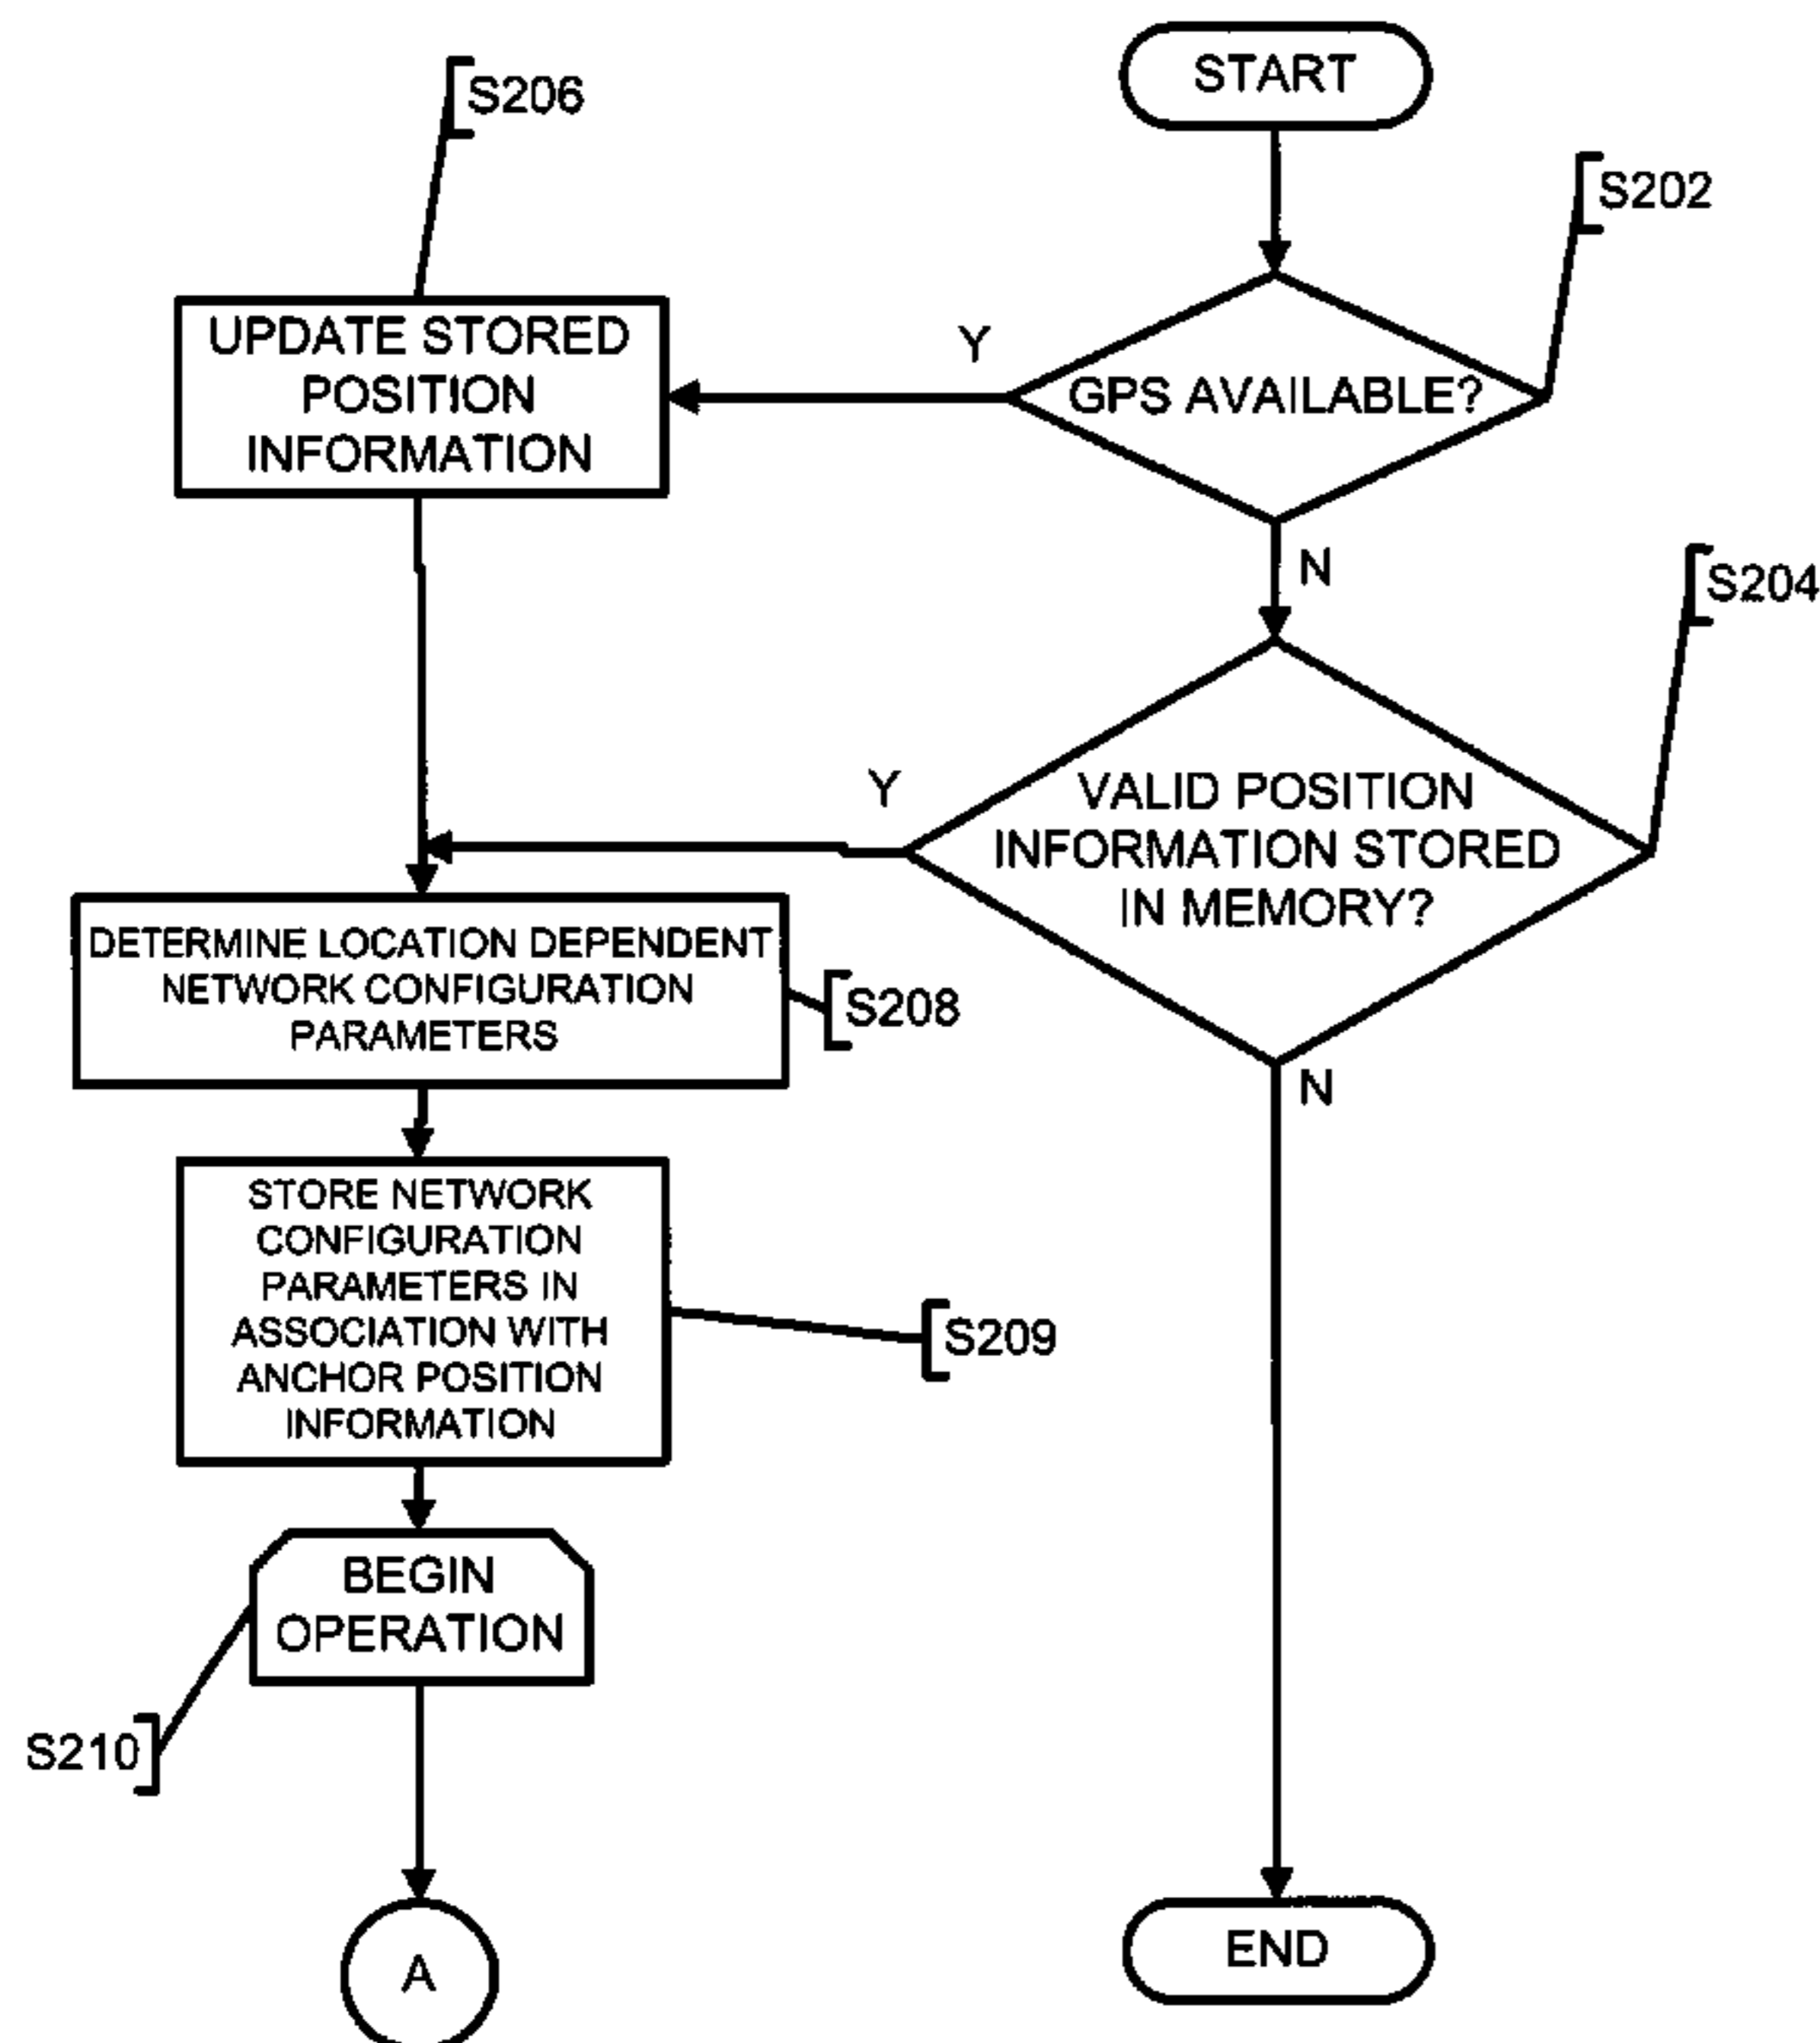 START
S206
S202
UPDATE STORED
POSITION
INFORMATION
Y
GPS AVAILABLE?
N
S204
Y
VALID POSITION
INFORMATION STORED
IN MEMORY?
DETERMINE LOCATION DEPENDENT
NETWORK CONFIGURATION
PARAMETERS
S208
N
STORE NETWORK
CONFIGURATION
PARAMETERS IN
ASSOCIATION WITH
ANCHOR POSITION
INFORMATION
S209
BEGIN
OPERATION
S210
A
END